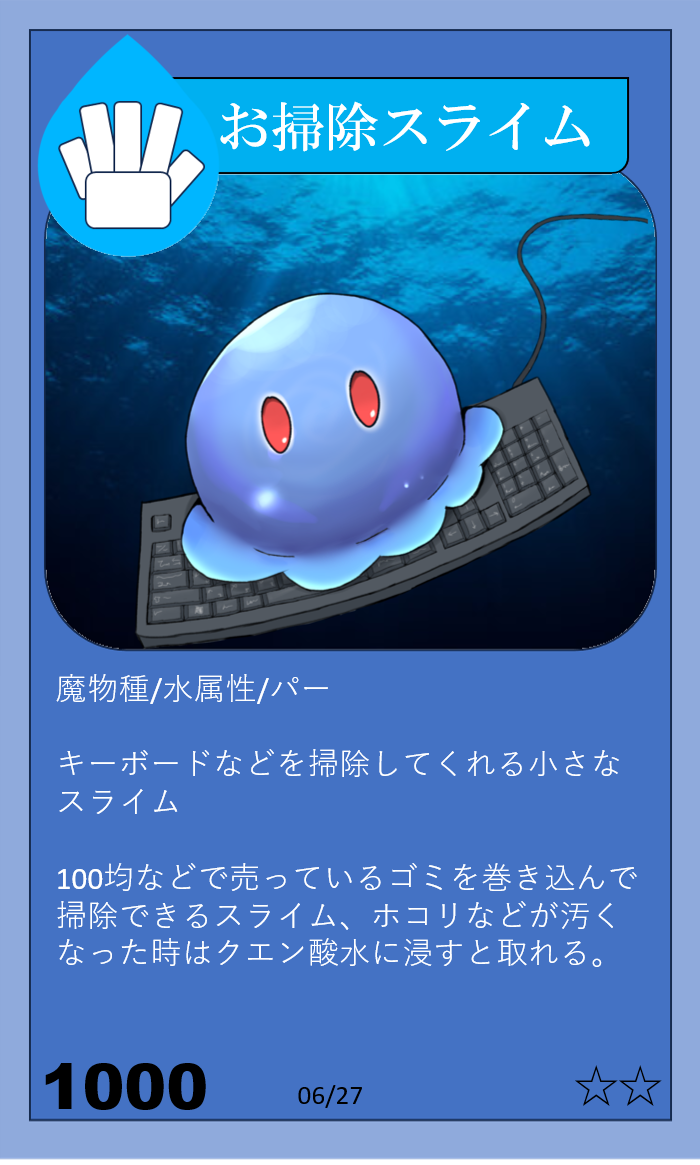 お掃除スライム
魔物種/水属性/パー
キーボードなどを掃除してくれる小さな
スライム
100均などで売っているゴミを巻き込んで
掃除できるスライム、ホコリなどが汚く
なった時はクエン酸水に浸すと取れる。
1000
06/27
☆☆